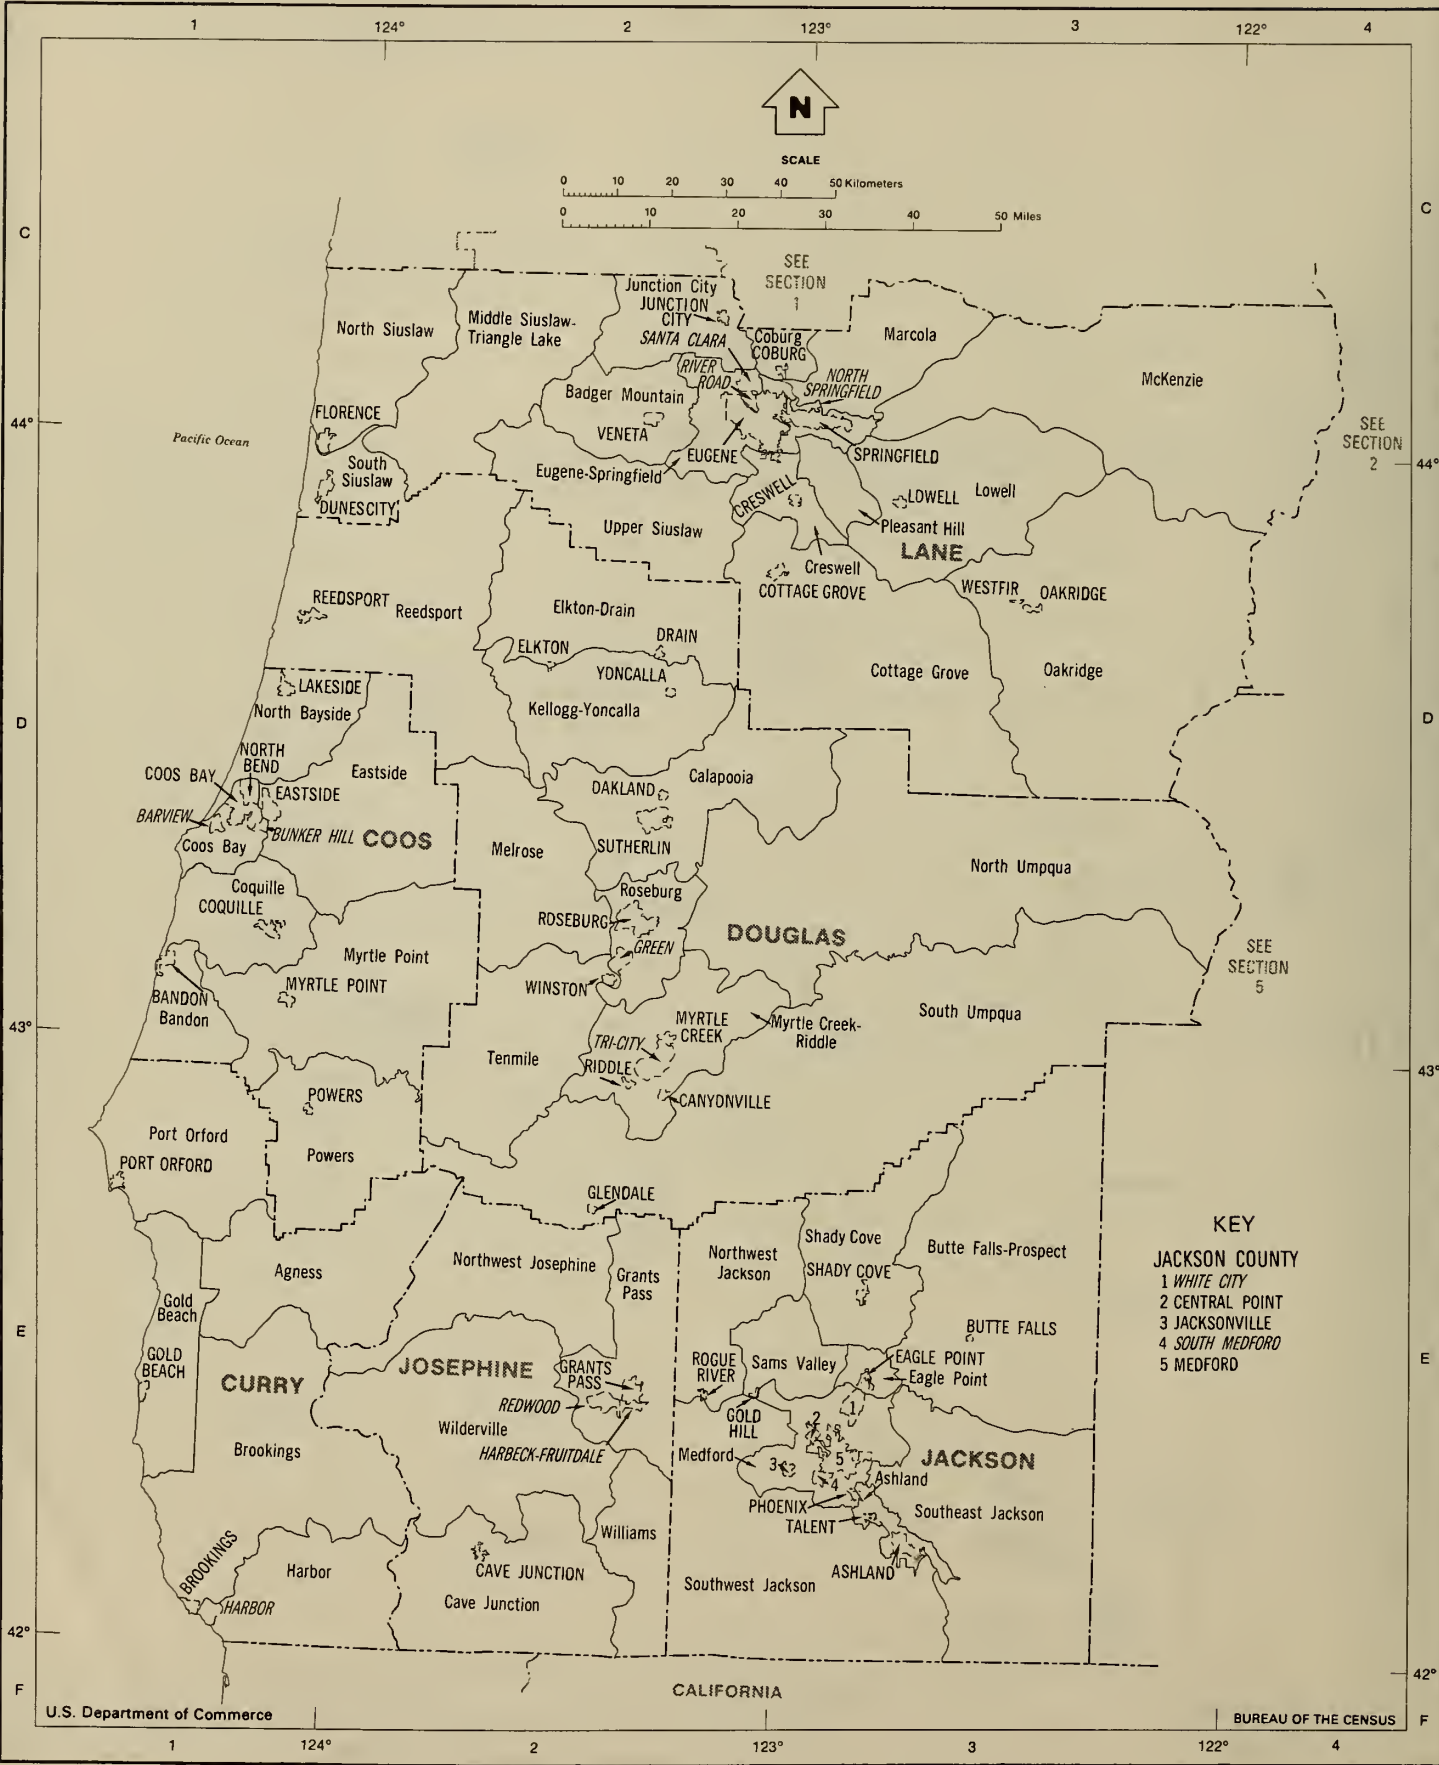 1 124° 2 123° 3 122° 4
N
SCALE
0 10 20 30 40 50 Kilometers
0 10 20 30 40 50 Miles
C
C
SEE
SECTION
1
Junction City
JUNCTION
CITY
North Siuslaw
Middle Siuslaw-
Triangle Lake
SANTA CLARA
Coburg
COBURG
Marcola
RIVER
ROAD
NORTH
SPRINGFIELD
McKenzie
Badger Mountain
VENETA
FLORENCE
44°
Pacific Ocean
SEE
SECTION
2
44°
EUGENE
SPRINGFIELD
South
Siuslaw
Eugene-Springfield
DUNES CITY
CRESWELL
LOWELL
Lowell
Upper Siuslaw
Pleasant Hill
LANE
Creswell
COTTAGE GROVE
WESTFIR
OAKRIDGE
REEDSPORT
Reedsport
Elkton-Drain
ELKTON
DRAIN
YONCALLA
Cottage Grove
Oakridge
LAKESIDE
North Bayside
Kellogg-Yoncalla
D
D
NORTH
BEND
COOS BAY
Eastside
Calapooia
EASTSIDE
OAKLAND
BARVIEW
BUNKER HILL
COOS
Coos Bay
Melrose
SUTHERLIN
North Umpqua
Coquille
COQUILLE
Roseburg
ROSEBURG
DOUGLAS
GREEN
Myrtle Point
SEE
SECTION
5
MYRTLE POINT
WINSTON
BANDON
Bandon
South Umpqua
MYRTLE
CREEK
Myrtle Creek-
Riddle
43°
TRI-CITY
Tenmile
RIDDLE
43°
POWERS
CANYONVILLE
Port Orford
Powers
PORT ORFORD
GLENDALE
KEY
JACKSON COUNTY
1 WHITE CITY
2 CENTRAL POINT
3 JACKSONVILLE
4 SOUTH MEDFORD
5 MEDFORD
Shady Cove
Northwest
Jackson
Butte Falls-Prospect
Northwest Josephine
Agness
SHADY COVE
Grants
Pass
Gold
Beach
E
BUTTE FALLS
E
GOLD
BEACH
CURRY
JOSEPHINE
GRANTS
PASS
ROGUE
RIVER
Sams Valley
EAGLE POINT
Eagle Point
REDWOOD
1
GOLD
HILL
2
Wilderville
HARBECK-FRUITDALE
Brookings
Medford
3
5
JACKSON
4
Ashland
PHOENIX
TALENT
Southeast Jackson
Williams
BROOKINGS
Harbor
CAVE JUNCTION
ASHLAND
Southwest Jackson
Cave Junction
HARBOR
42°
42°
F
CALIFORNIA
U.S. Department of Commerce
BUREAU OF THE CENSUS
F
1 124° 2 123° 3 122° 4